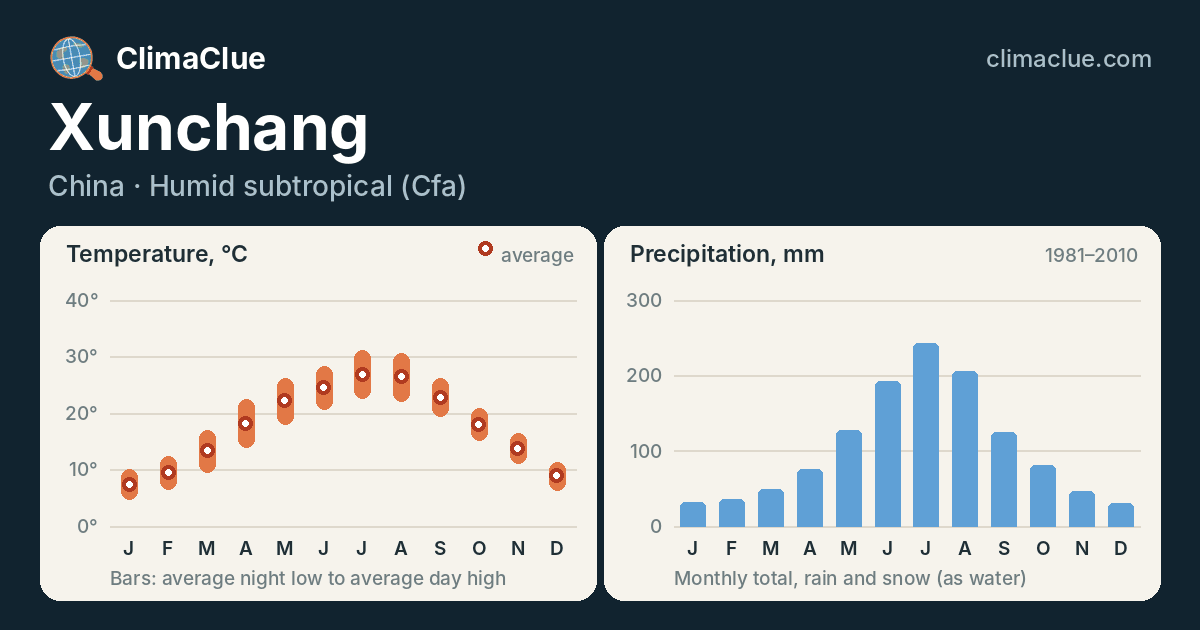 ClimaClue
climaclue.com
Xunchang
China · Humid subtropical (Cfa)
Temperature, °C
average
40°
30°
20°
10°
0°
J F M A M J J A S O N D
Bars: average night low to average day high
Precipitation, mm
1981–2010
300
200
100
0
J F M A M J J A S O N D
Monthly total, rain and snow (as water)